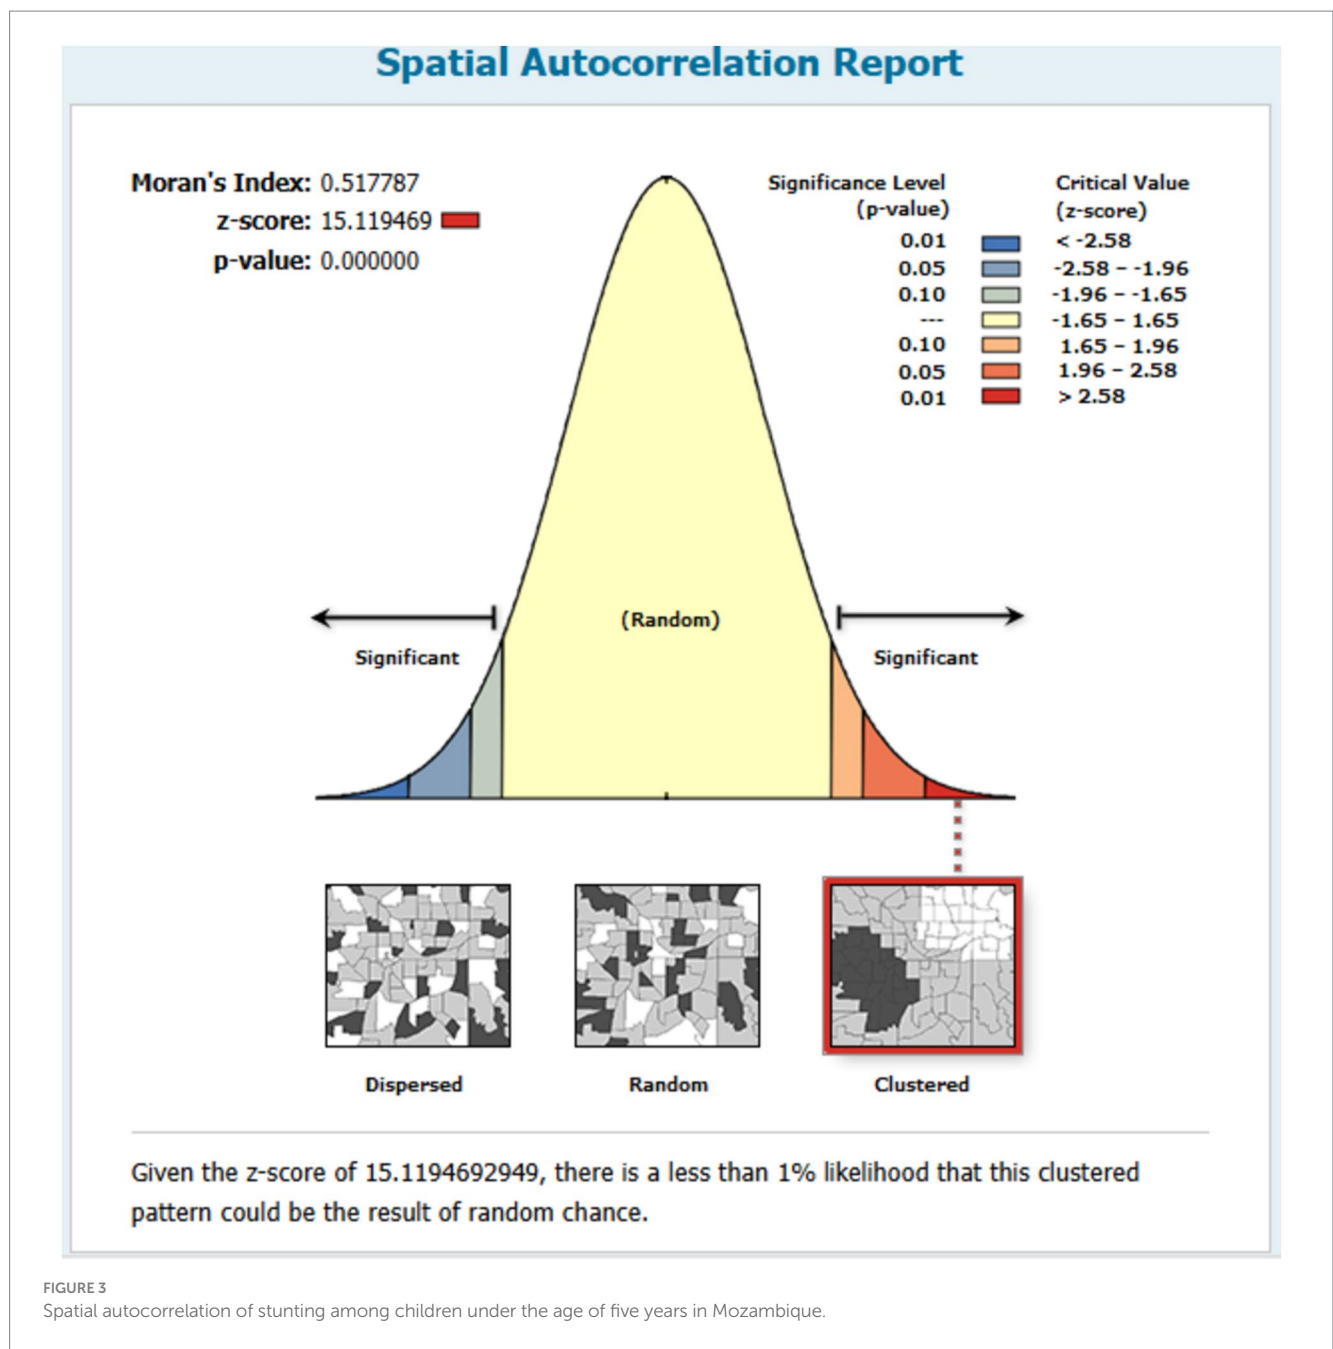 Spatial Autocorrelation Report
Moran's Index: 0.517787
z-score: 15.119469
p-value: 0.000000
Significance Level (p-value)
Critical Value (z-score)
0.01 < -2.58
0.05 -2.58 – -1.96
0.10 -1.96 – -1.65
--- -1.65 – 1.65
0.10 1.65 – 1.96
0.05 1.96 – 2.58
0.01 > 2.58
(Random)
Significant
Significant
Dispersed
Random
Clustered
Given the z-score of 15.1194692949, there is a less than 1% likelihood that this clustered
pattern could be the result of random chance.
FIGURE 3
Spatial autocorrelation of stunting among children under the age of five years in Mozambique.